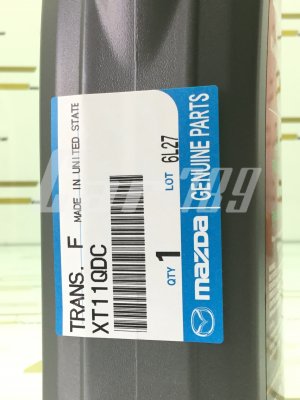 TRANS. F
MADE IN UNITED STATE
XT11QDC
QTY 1
LOT 6L27
mazda GENUINE PARTS